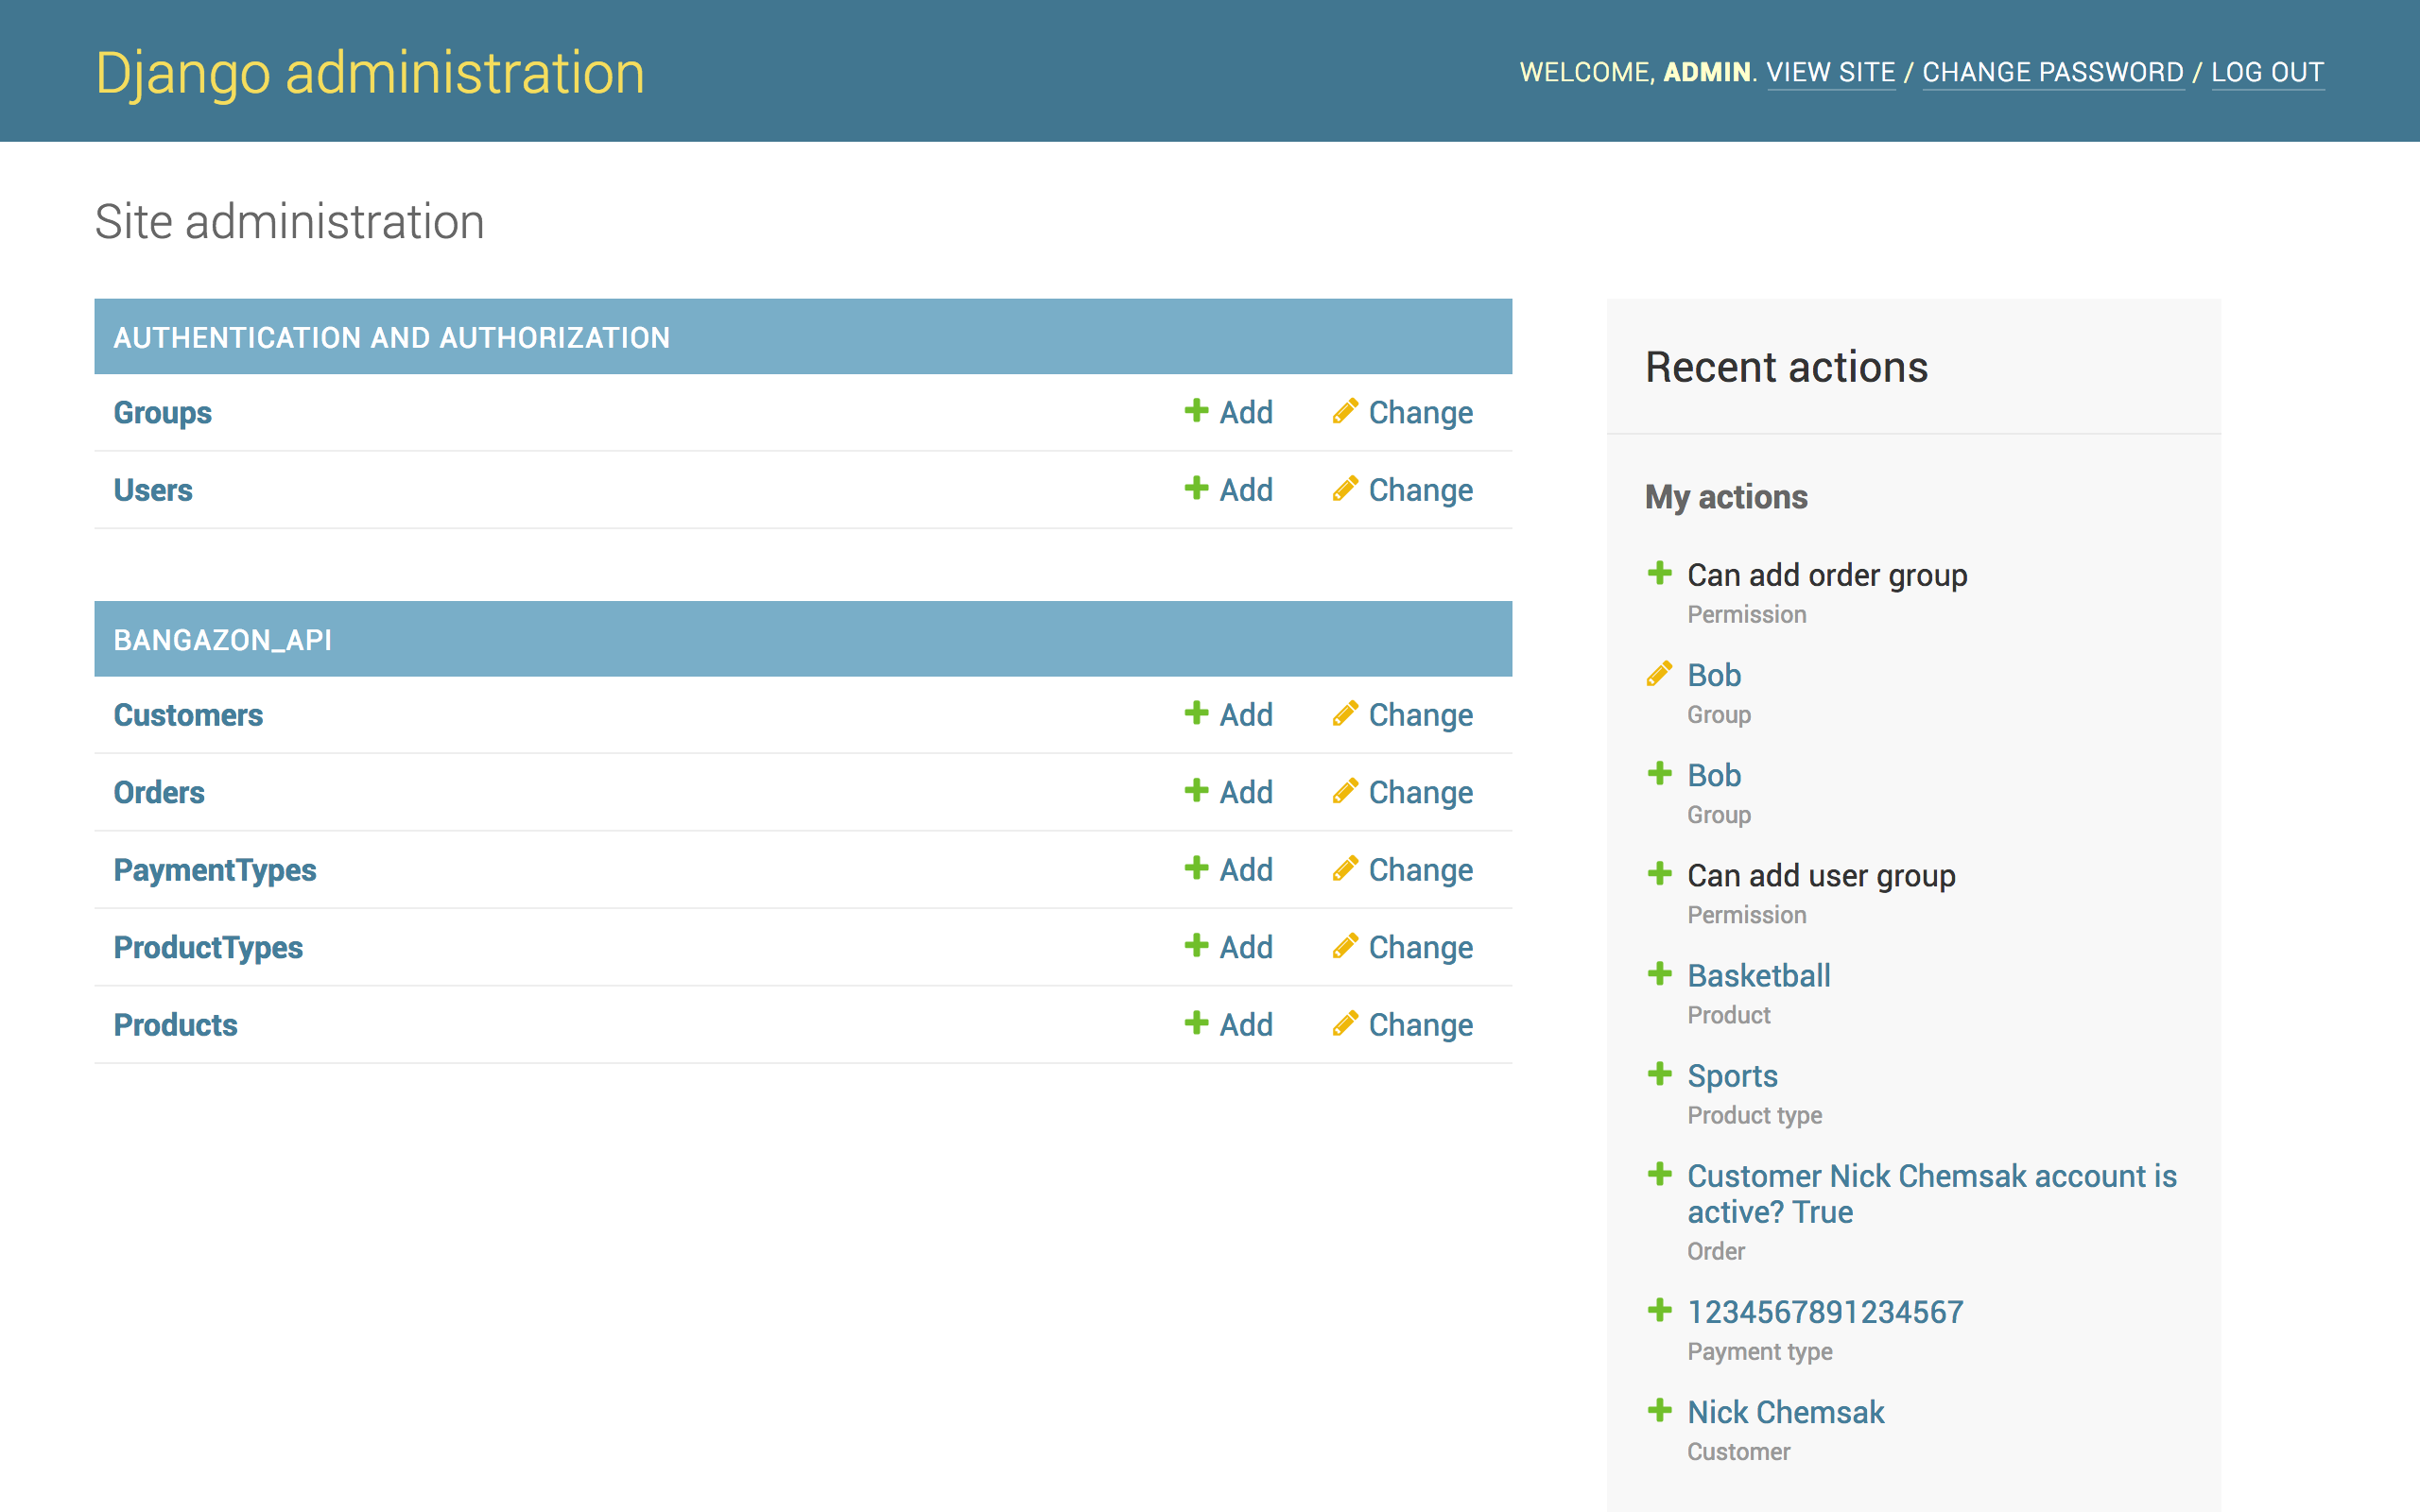 Django administration
WELCOME, ADMIN. VIEW SITE / CHANGE PASSWORD / LOG OUT
Site administration
AUTHENTICATION AND AUTHORIZATION
Groups Add Change
Users Add Change
BANGAZON_API
Customers Add Change
Orders Add Change
PaymentTypes Add Change
ProductTypes Add Change
Products Add Change
Recent actions
My actions
Can add order group
Permission
Bob
Group
Bob
Group
Can add user group
Permission
Basketball
Product
Sports
Product type
Customer Nick Chemsak account is
active? True
Order
1234567891234567
Payment type
Nick Chemsak
Customer